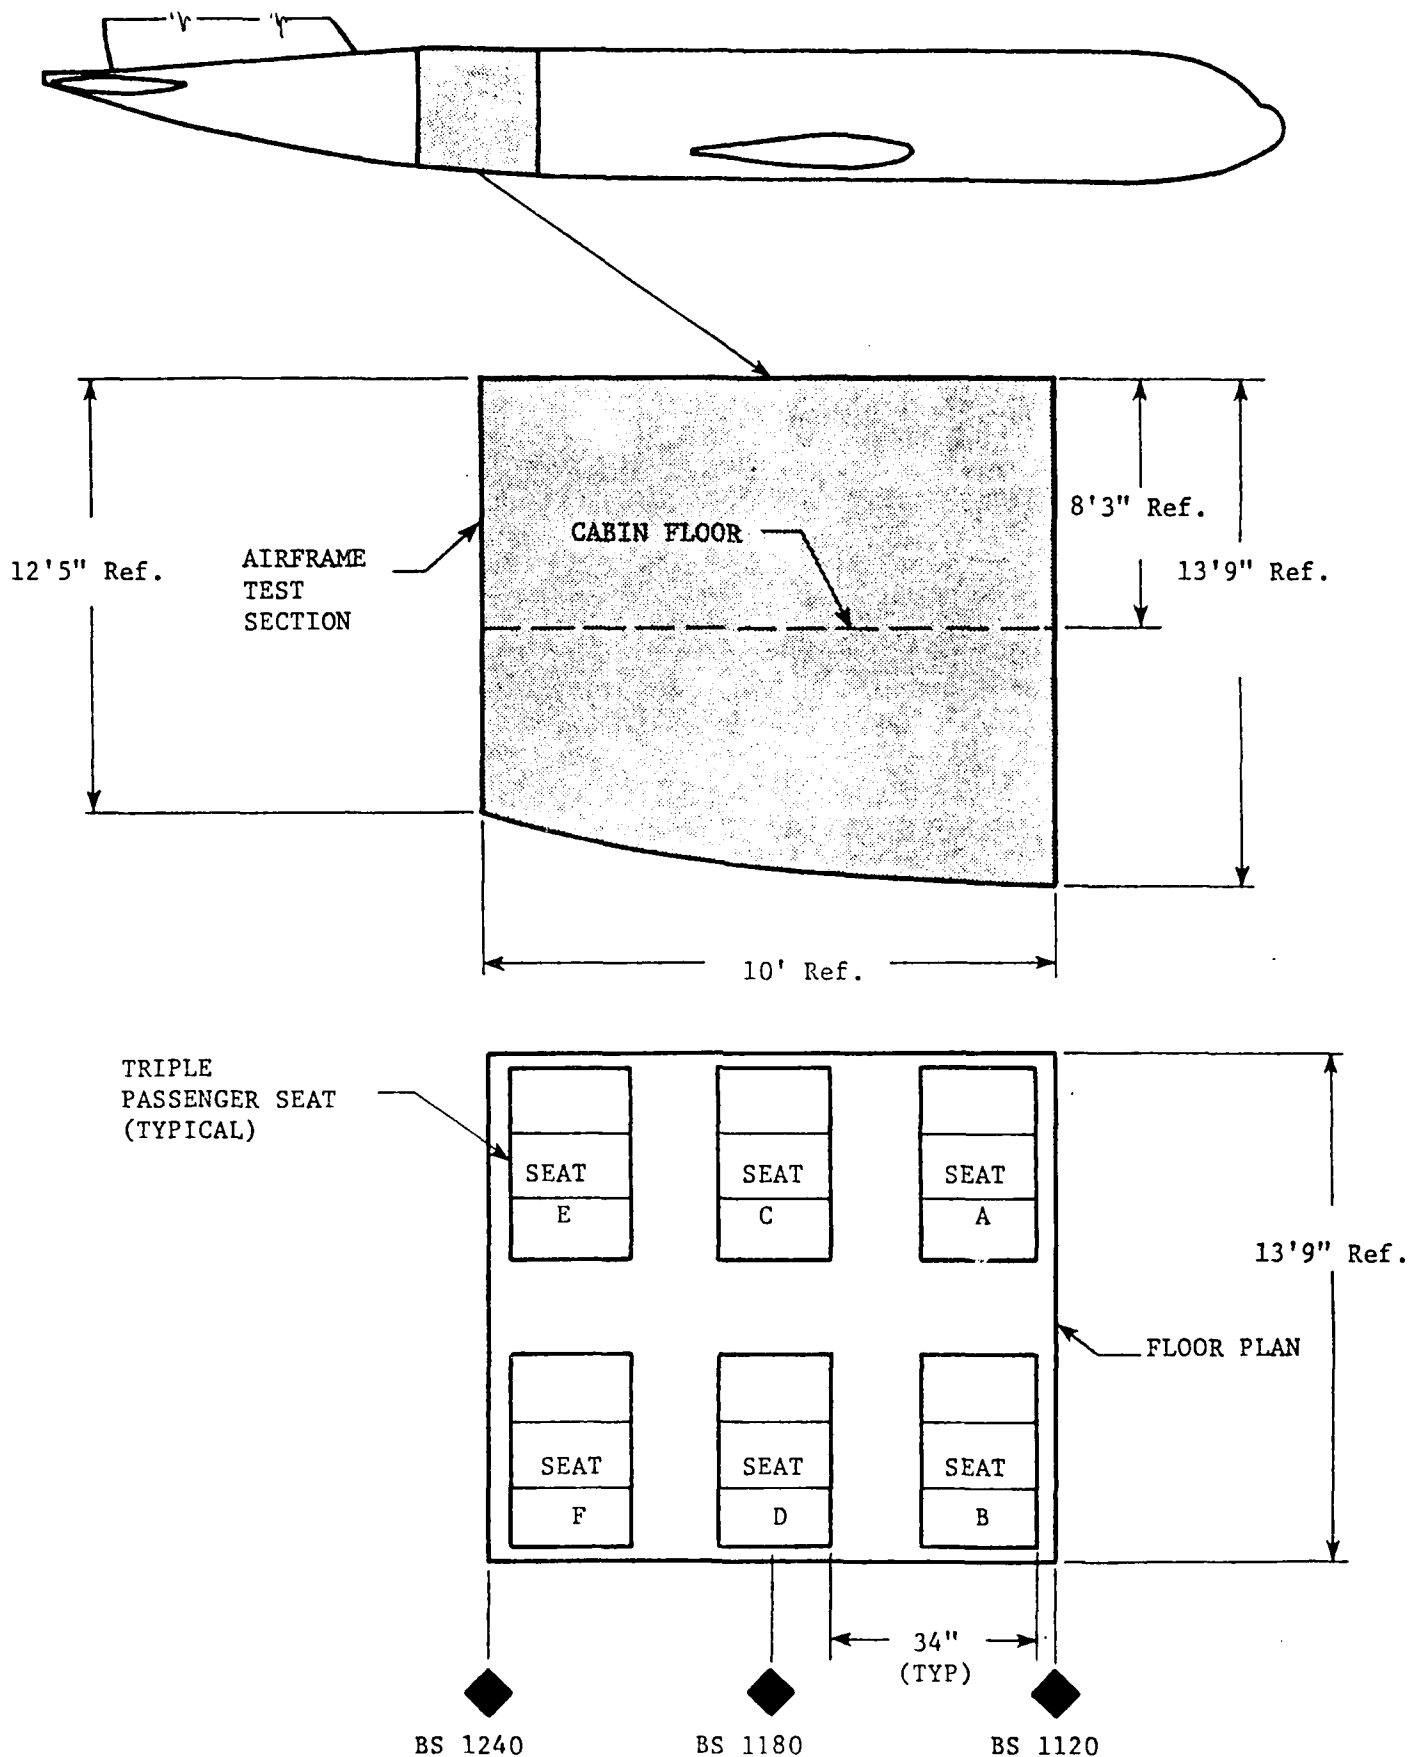 8'3" Ref.
CABIN FLOOR
12'5" Ref.
AIRFRAME
TEST
SECTION
13'9" Ref.
10' Ref.
TRIPLE
PASSENGER SEAT
(TYPICAL)
SEAT
E
SEAT
C
SEAT
A
13'9" Ref.
FLOOR PLAN
SEAT
F
SEAT
D
SEAT
B
34"
(TYP)
BS 1240
BS 1180
BS 1120